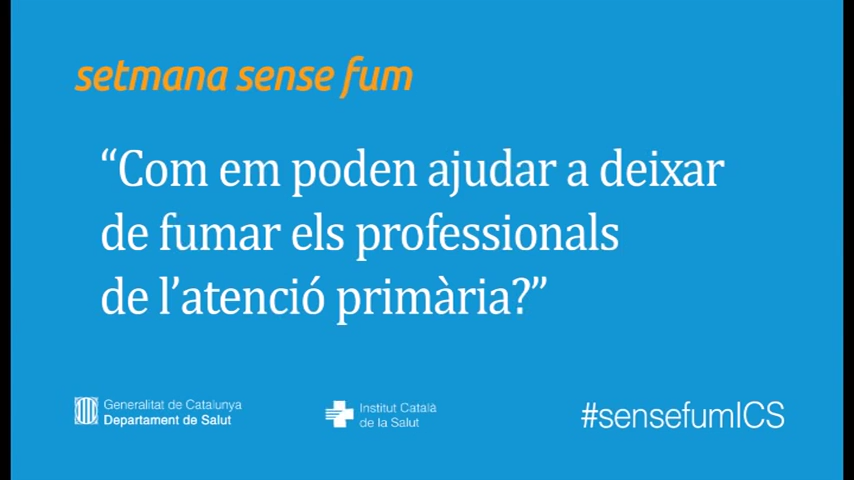 setmana sense fum
“Com em poden ajudar a deixar
de fumar els professionals
de l’atenció primària?”
Generalitat de Catalunya
Departament de Salut
Institut Català
de la Salut
#sensefumICS